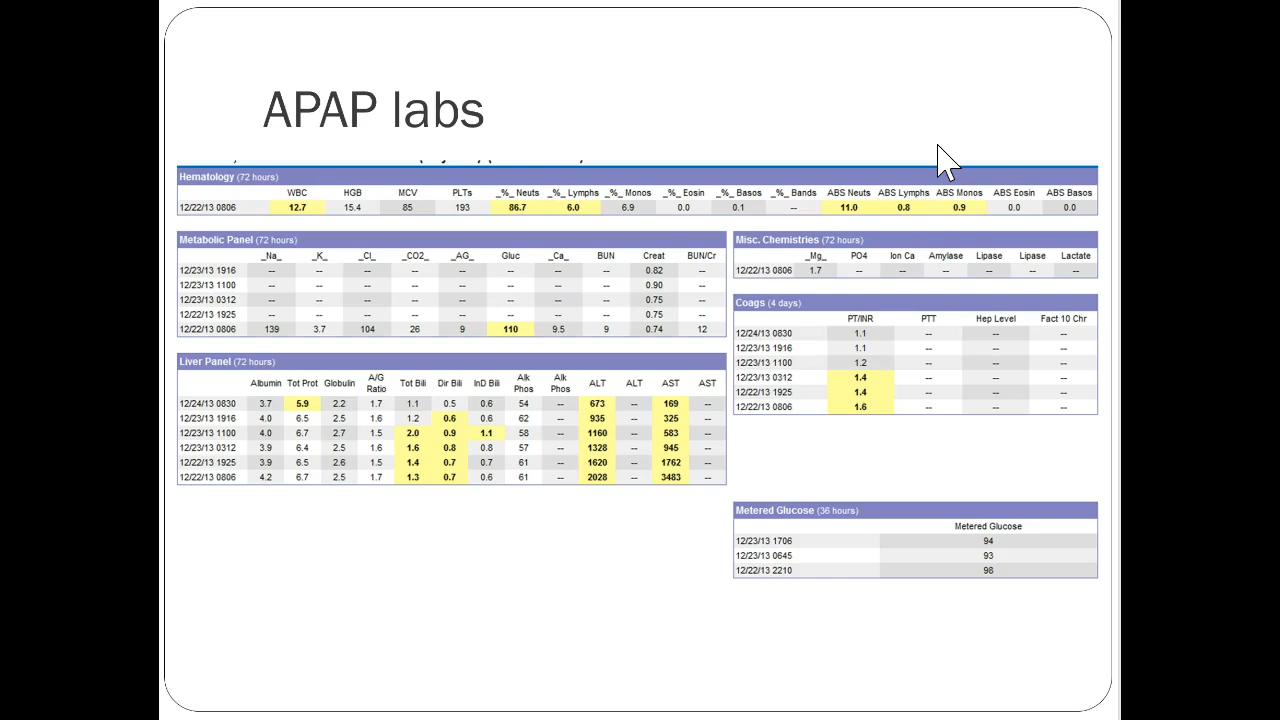 APAP labs
Hematology (72 hours)
WBC HGB MCV PLTs _%_ Neuts _%_ Lymphs _%_ Monos _%_ Eosin _%_ Basos _%_ Bands ABS Neuts ABS Lymphs ABS Monos ABS Eosin ABS Basos
12/22/13 0806 12.7 15.4 85 193 86.7 6.0 6.9 0.0 0.1 -- 11.0 0.8 0.9 0.0 0.0
Metabolic Panel (72 hours)
_Na_ _K_ _Cl_ _CO2_ _AG_ Gluc _Ca_ BUN Creat BUN/Cr
12/23/13 1916 -- -- -- -- -- -- -- -- 0.82 --
12/23/13 1100 -- -- -- -- -- -- -- -- 0.90 --
12/23/13 0312 -- -- -- -- -- -- -- -- 0.75 --
12/22/13 1925 -- -- -- -- -- -- -- -- 0.75 --
12/22/13 0806 139 3.7 104 26 9 110 9.5 9 0.74 12
Liver Panel (72 hours)
Albumin Tot Prot Globulin A/G Ratio Tot Bili Dir Bili InD Bili Alk Phos Alk Phos ALT ALT AST AST
12/24/13 0830 3.7 5.9 2.2 1.7 1.1 0.5 0.6 54 -- 673 -- 169 --
12/23/13 1916 4.0 6.5 2.5 1.6 1.2 0.6 0.6 62 -- 935 -- 325 --
12/23/13 1100 4.0 6.7 2.7 1.5 2.0 0.9 1.1 58 -- 1160 -- 583 --
12/23/13 0312 3.9 6.4 2.5 1.6 1.6 0.8 0.8 57 -- 1328 -- 945 --
12/22/13 1925 3.9 6.5 2.6 1.5 1.4 0.7 0.7 61 -- 1620 -- 1762 --
12/22/13 0806 4.2 6.7 2.5 1.7 1.3 0.7 0.6 61 -- 2028 -- 3483 --
Misc. Chemistries (72 hours)
_Mg_ PO4 Ion Ca Amylase Lipase Lipase Lactate
12/22/13 0806 1.7 -- -- -- -- -- --
Coags (4 days)
PT/INR PTT Hep Level Fact 10 Chr
12/24/13 0830 1.1 -- -- --
12/23/13 1916 1.1 -- -- --
12/23/13 1100 1.2 -- -- --
12/23/13 0312 1.4 -- -- --
12/22/13 1925 1.4 -- -- --
12/22/13 0806 1.6 -- -- --
Metered Glucose (36 hours)
Metered Glucose
12/23/13 1706 94
12/23/13 0645 93
12/22/13 2210 98